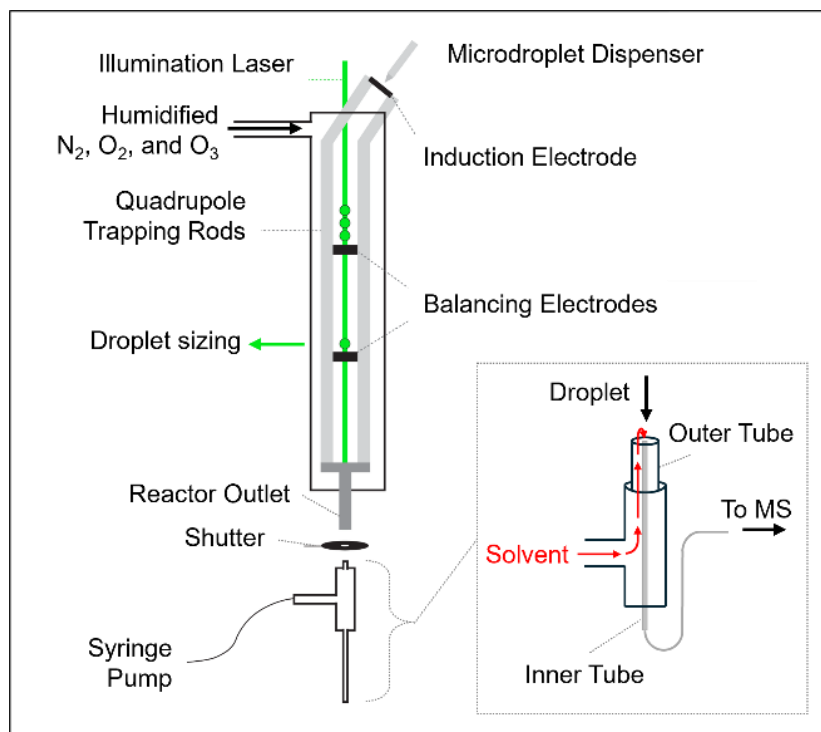 Microdroplet Dispenser
Illumination Laser
Humidified
N₂, O₂, and O₃
Induction Electrode
Quadrupole
Trapping Rods
Balancing Electrodes
Droplet sizing
Droplet
Outer Tube
Reactor Outlet
To MS
Shutter
Solvent
Syringe
Pump
Inner Tube